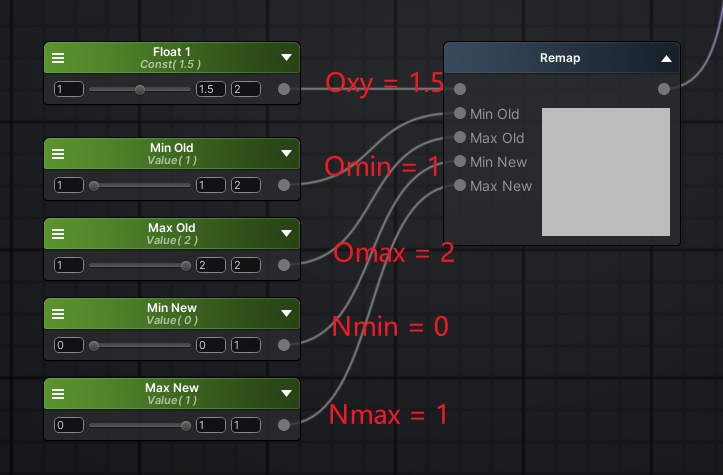 Float 1
Const( 1.5 )
1 1.5 2
Oxy = 1.5
Remap
Min Old
Max Old
Min New
Max New
Min Old
Value( 1 )
1 1 2
Omin = 1
Max Old
Value( 2 )
1 2 2
Omax = 2
Min New
Value( 0 )
0 0 1
Nmin = 0
Max New
Value( 1 )
0 1 1
Nmax = 1